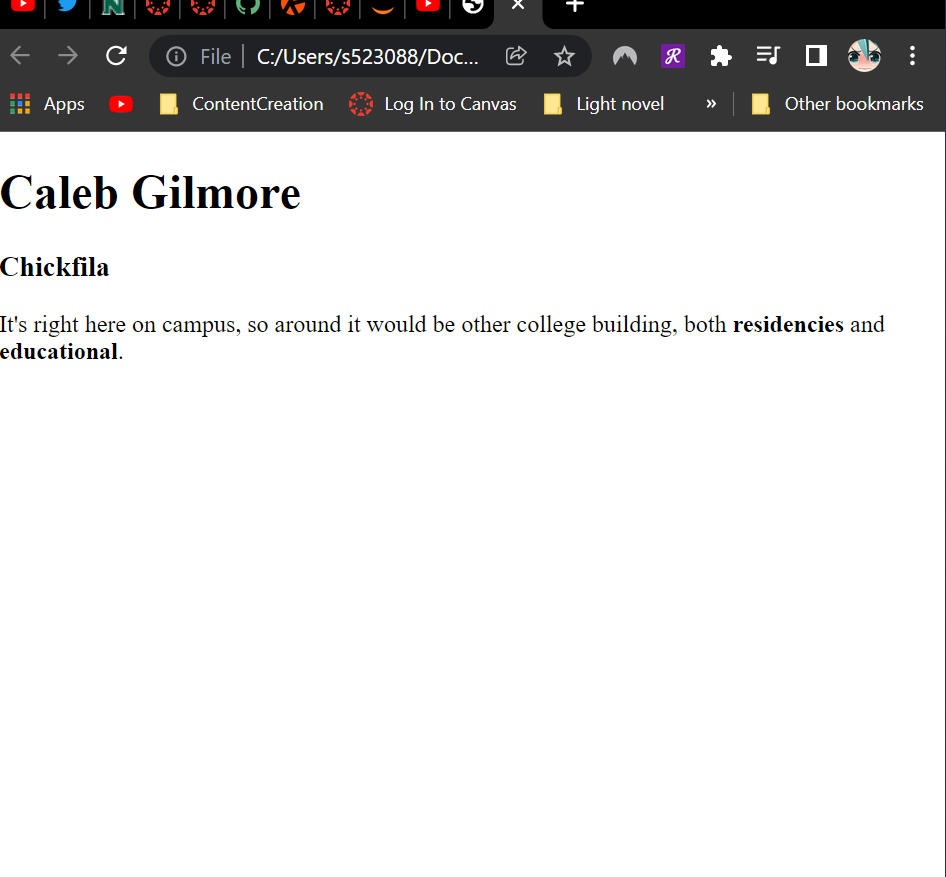 File C:/Users/s523088/Doc...
Apps ContentCreation Log In to Canvas Light novel » Other bookmarks
Caleb Gilmore
Chickfila
It's right here on campus, so around it would be other college building, both residencies and
educational.